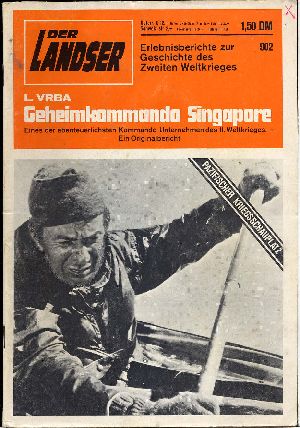 DER
LANDSER
1,50 DM
Erlebnisberichte zur
Geschichte des
Zweiten Weltkrieges
902
L. VRBA
Geheimkommando Singapore
Eines der abenteuerlichsten Kommando-Unternehmen des II. Weltkrieges. –
Ein Originalbericht
PAZIFISCHER KRIEGSSCHAUPLATZ